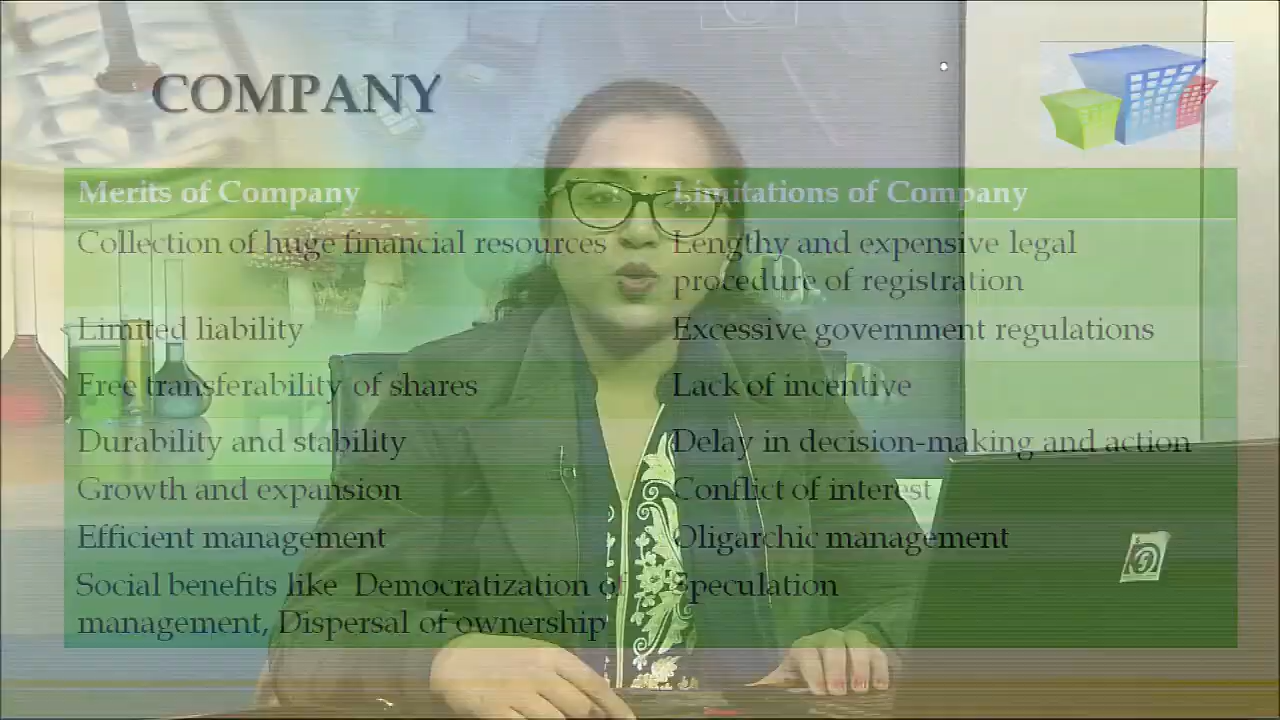 COMPANY
Merits of Company
Limitations of Company
Collection of huge financial resources
Lengthy and expensive legal
procedure of registration
Limited liability
Excessive government regulations
Free transferability of shares
Lack of incentive
Durability and stability
Delay in decision-making and action
Growth and expansion
Conflict of interest
Efficient management
Oligarchic management
Social benefits like Democratization of
management, Dispersal of ownership
Speculation